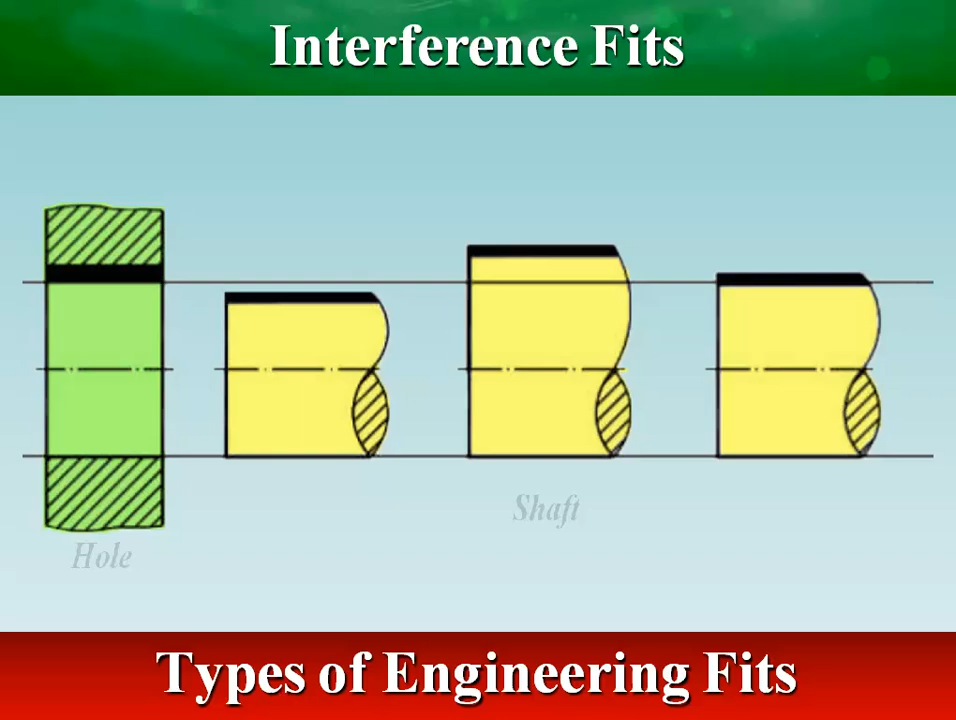 Interference Fits
Shaft
Hole
Types of Engineering Fits